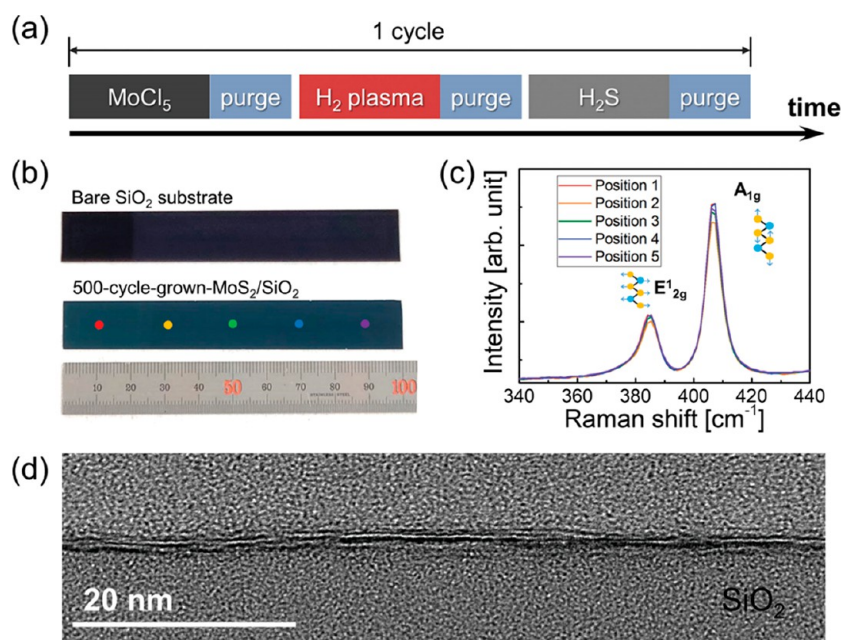 (a)
1 cycle
MoCl₅ purge H₂ plasma purge H₂S purge
time
(b)
Bare SiO₂ substrate
500-cycle-grown-MoS₂/SiO₂
10 20 30 40 50 60 70 80 90 100
(c)
Intensity [arb. unit]
Position 1
Position 2
Position 3
Position 4
Position 5
E¹₂g
A₁g
340 360 380 400 420 440
Raman shift [cm⁻¹]
(d)
20 nm
SiO₂